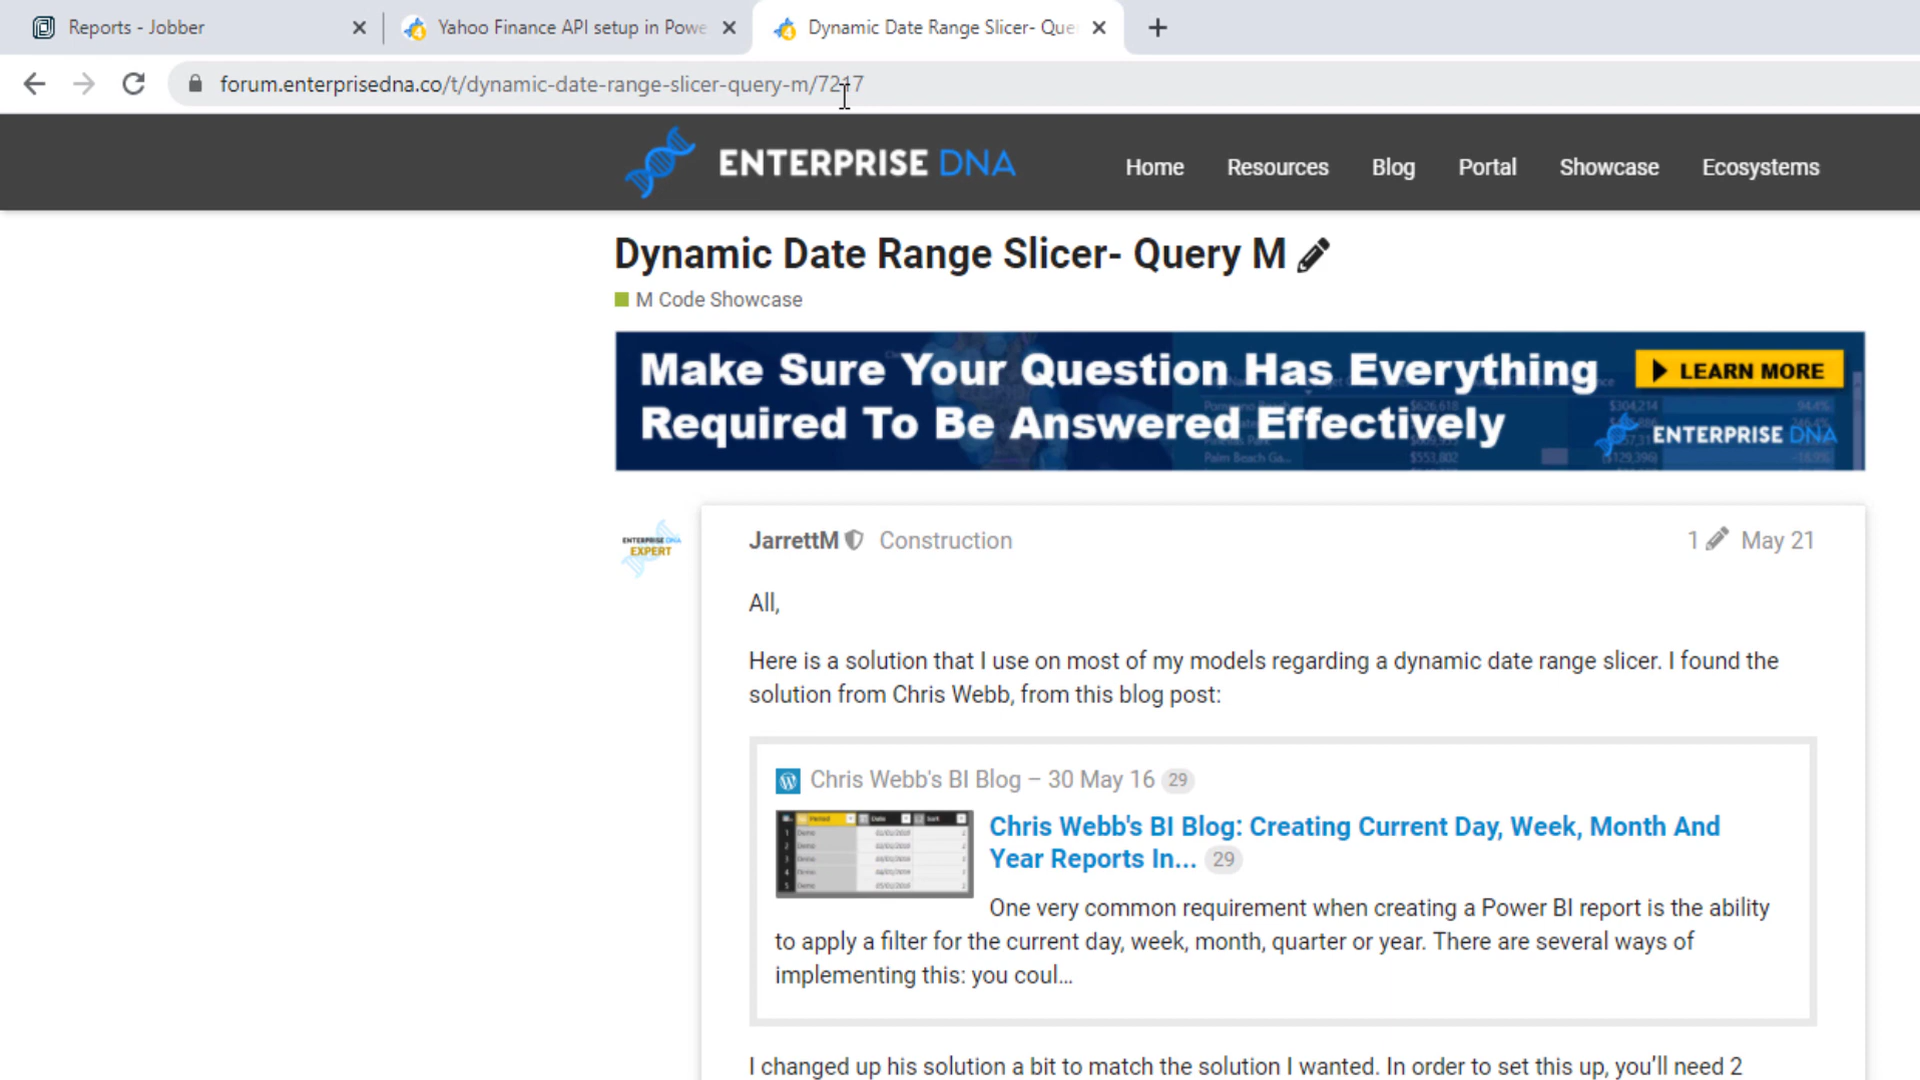 Reports - Jobber
Yahoo Finance API setup in Powe
Dynamic Date Range Slicer- Que
forum.enterprisedna.co/t/dynamic-date-range-slicer-query-m/7217
ENTERPRISE DNA
Home Resources Blog Portal Showcase Ecosystems
Dynamic Date Range Slicer- Query M
M Code Showcase
Make Sure Your Question Has Everything
Required To Be Answered Effectively
LEARN MORE
ENTERPRISE DNA
ENTERPRISE DNA
EXPERT
JarrettM Construction
1 May 21
All,
Here is a solution that I use on most of my models regarding a dynamic date range slicer. I found the
solution from Chris Webb, from this blog post:
Chris Webb's BI Blog – 30 May 16 29
Chris Webb's BI Blog: Creating Current Day, Week, Month And
Year Reports In... 29
One very common requirement when creating a Power BI report is the ability
to apply a filter for the current day, week, month, quarter or year. There are several ways of
implementing this: you coul…
I changed up his solution a bit to match the solution I wanted. In order to set this up, you’ll need 2